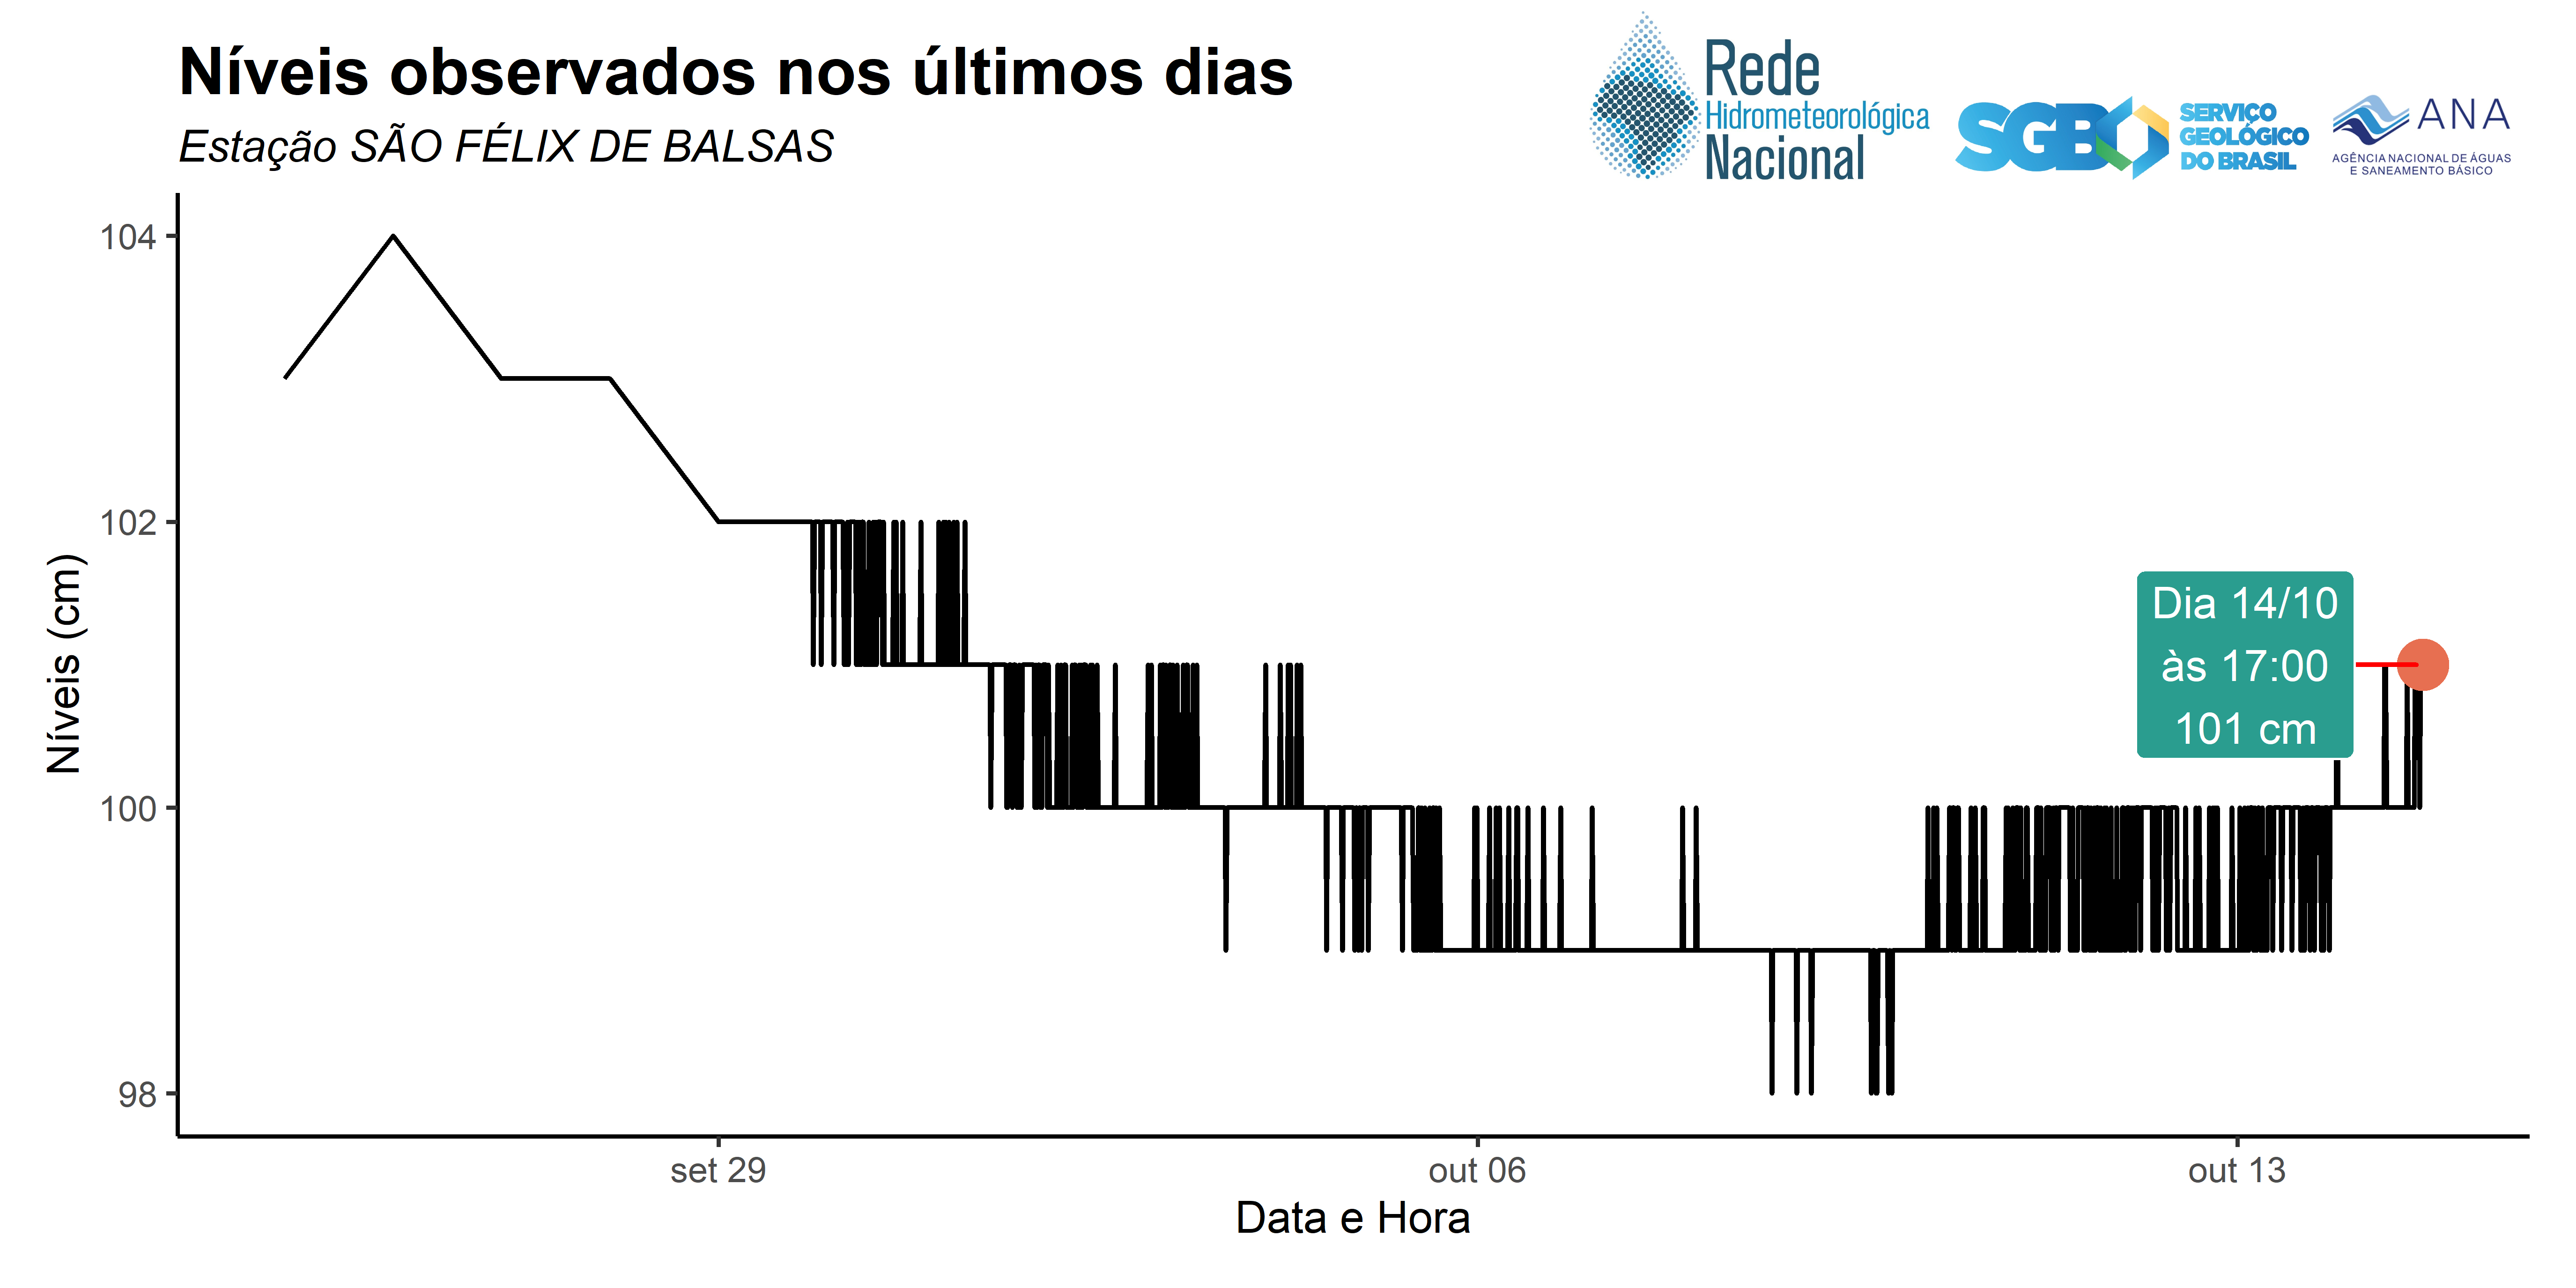 Níveis observados nos últimos dias
Estação SÃO FÉLIX DE BALSAS
Rede
Hidrometeorológica
Nacional
SGB
SERVIÇO
GEOLÓGICO
DO BRASIL
ANA
AGÊNCIA NACIONAL DE ÁGUAS
E SANEAMENTO BÁSICO
Níveis (cm)
104
102
100
98
Dia 14/10
às 17:00
101 cm
set 29
out 06
out 13
Data e Hora